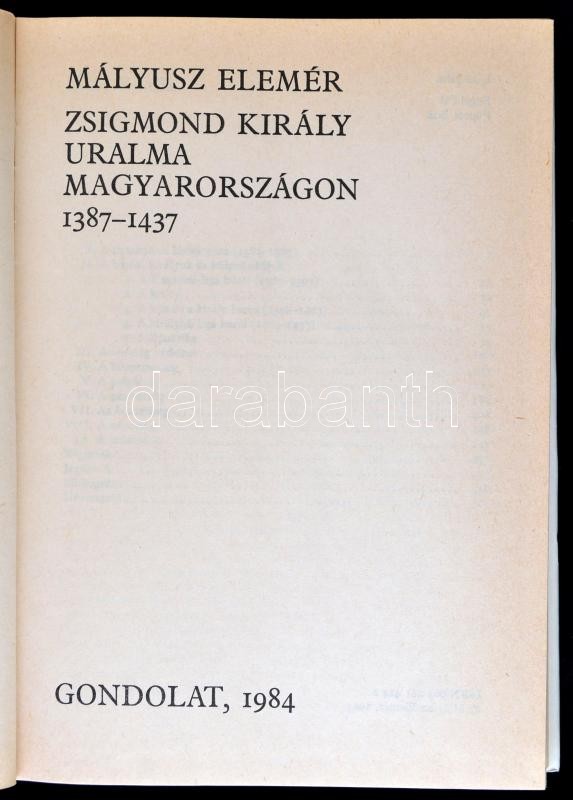 MÁLYUSZ ELEMÉR
ZSIGMOND KIRÁLY
URALMA
MAGYARORSZÁGON
1387–1437
darabanth
GONDOLAT, 1984